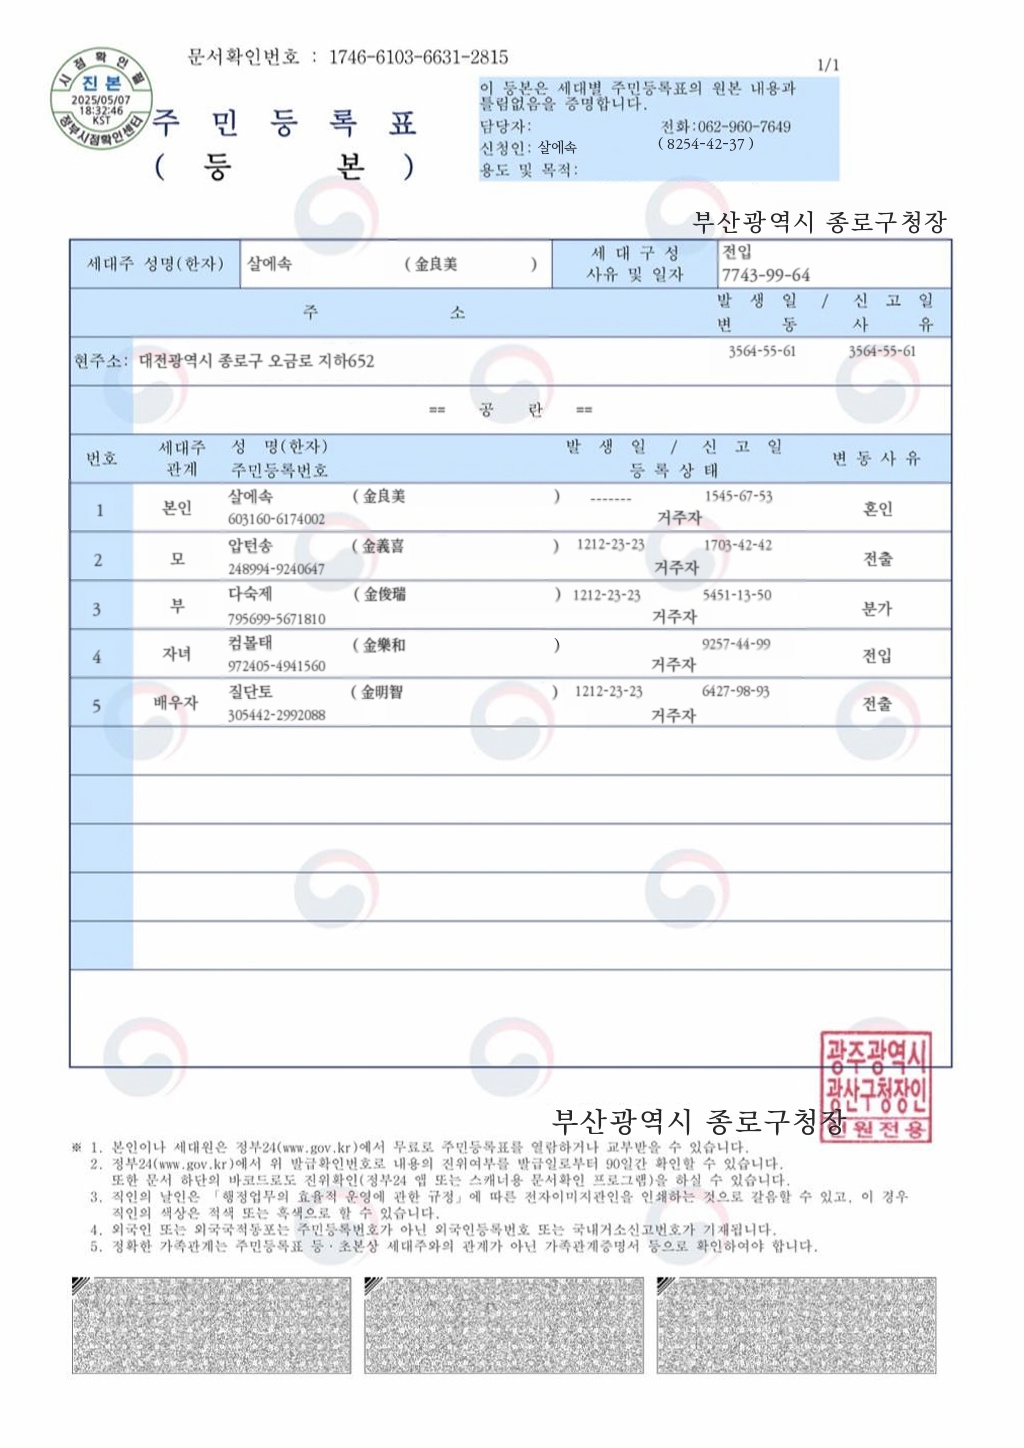 문서확인번호 : 1746-6103-6631-2815
1/1
시점확인필
진본
2025/05/07
18:32:46
KST
정부시점확인센터
주 민 등 록 표
( 등 본 )
이 등본은 세대별 주민등록표의 원본 내용과
틀림없음을 증명합니다.
담당자: 전화:062-960-7649
신청인: 살에속 (8254-42-37)
용도 및 목적:
부산광역시 종로구청장
세대주 성명(한자) 살에속 (金良美 ) 세 대 구 성 사유 및 일자 전입 7743-99-64
주 소 발 생 일 / 신 고 일
변 동 사 유
현주소: 대전광역시 종로구 오금로 지하652 3564-55-61 3564-55-61
== 공 란 ==
번호 세대주 관계 성 명(한자) 주민등록번호 발 생 일 / 신 고 일 등 록 상 태 변 동 사 유
1 본인 살에속 (金良美 ) ------- 1545-67-53 혼인
603160-6174002 거주자
2 모 압턴송 (金義喜 ) 1212-23-23 1703-42-42 전출
248994-9240647 거주자
3 부 다숙제 (金俊瑞 ) 1212-23-23 5451-13-50 분가
795699-5671810 거주자
4 자녀 컴볼태 (金樂和 ) 9257-44-99 전입
972405-4941560 거주자
5 배우자 질단토 (金明智 ) 1212-23-23 6427-98-93 전출
305442-2992088 거주자
광주광역시
광산구청장인
민원전용
부산광역시 종로구청장
※ 1. 본인이나 세대원은 정부24(www.gov.kr)에서 무료로 주민등록표를 열람하거나 교부받을 수 있습니다.
2. 정부24(www.gov.kr)에서 위 발급확인번호로 내용의 진위여부를 발급일로부터 90일간 확인할 수 있습니다.
또한 문서 하단의 바코드로도 진위확인(정부24 앱 또는 스캐너용 문서확인 프로그램)을 하실 수 있습니다.
3. 직인의 날인은 「행정업무의 효율적 운영에 관한 규정」에 따른 전자이미지관인을 인쇄하는 것으로 갈음할 수 있고, 이 경우
직인의 색상은 적색 또는 흑색으로 할 수 있습니다.
4. 외국인 또는 외국국적동포는 주민등록번호가 아닌 외국인등록번호 또는 국내거소신고번호가 기재됩니다.
5. 정확한 가족관계는 주민등록표 등·초본상 세대주와의 관계가 아닌 가족관계증명서 등으로 확인하여야 합니다.